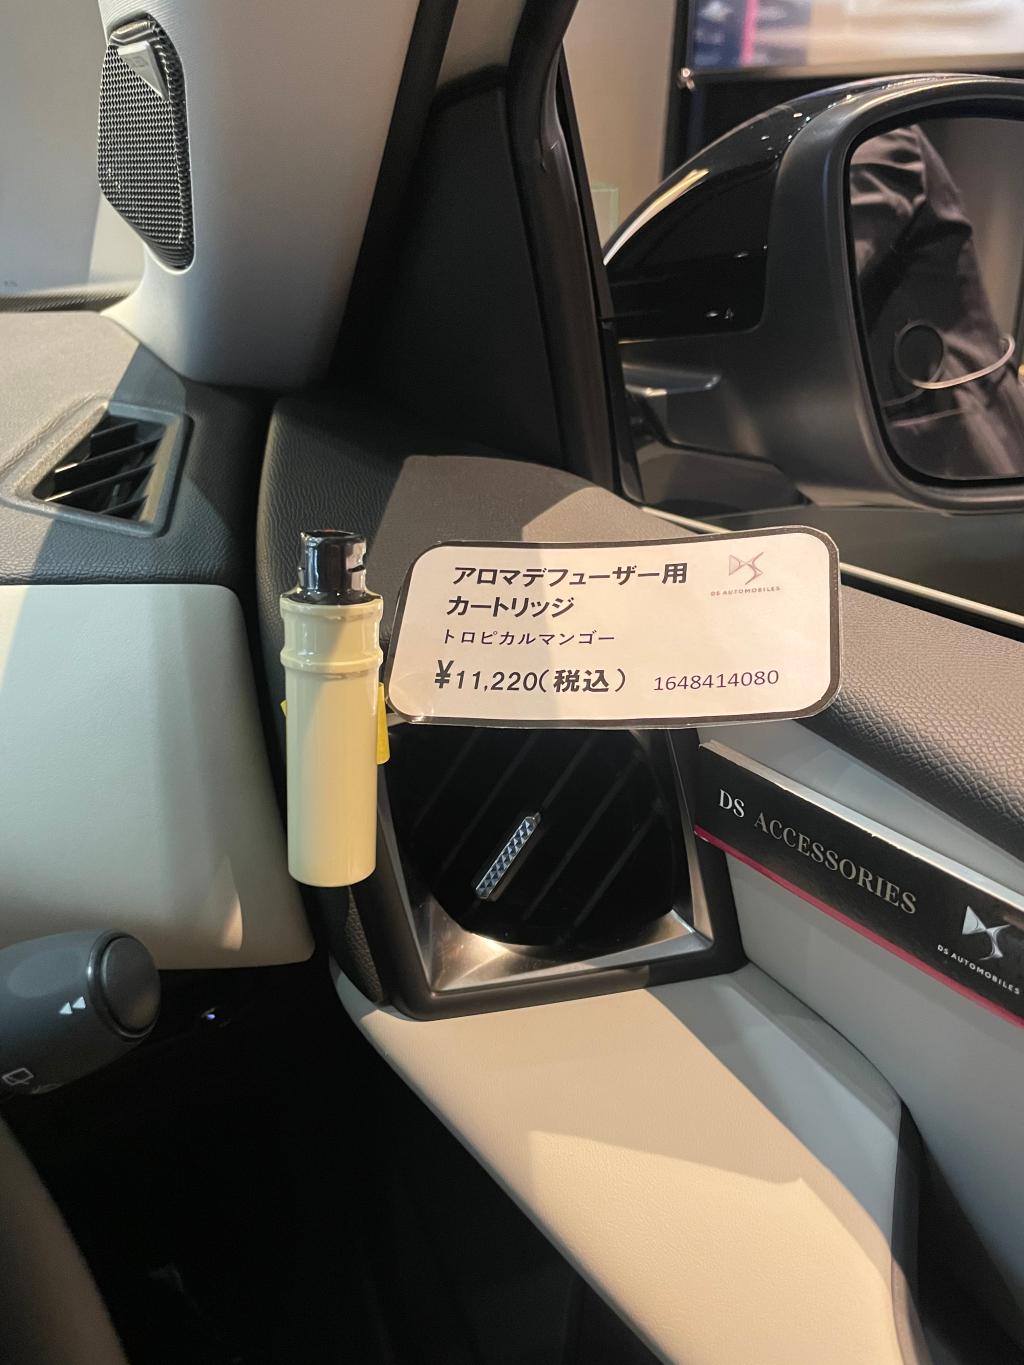 アロマデフューザー用
カートリッジ
トロピカルマンゴー
¥11,220(税込)
1648414080
DS AUTOMOBILES
DS ACCESSORIES
DS AUTOMOBILES